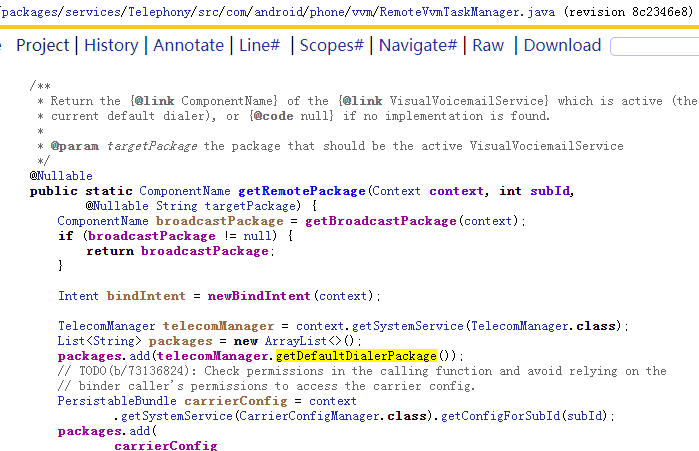 /packages/services/Telephony/src/com/android/phone/vvm/RemoteVvmTaskManager.java (revision 8c2346e8)
Project | History | Annotate | Line# | Scopes# | Navigate# | Raw | Download
/**
 * Return the {@link ComponentName} of the {@link VisualVoicemailService} which is active (the
 * current default dialer), or {@code null} if no implementation is found.
 *
 * @param targetPackage the package that should be the active VisualVociemailService
 */
@Nullable
public static ComponentName getRemotePackage(Context context, int subId,
        @Nullable String targetPackage) {
    ComponentName broadcastPackage = getBroadcastPackage(context);
    if (broadcastPackage != null) {
        return broadcastPackage;
    }
    Intent bindIntent = newBindIntent(context);
    TelecomManager telecomManager = context.getSystemService(TelecomManager.class);
    List<String> packages = new ArrayList<>();
    packages.add(telecomManager.getDefaultDialerPackage());
    // TODO(b/73136824): Check permissions in the calling function and avoid relying on the
    // binder caller's permissions to access the carrier config.
    PersistableBundle carrierConfig = context
            .getSystemService(CarrierConfigManager.class).getConfigForSubId(subId);
    packages.add(
            carrierConfig